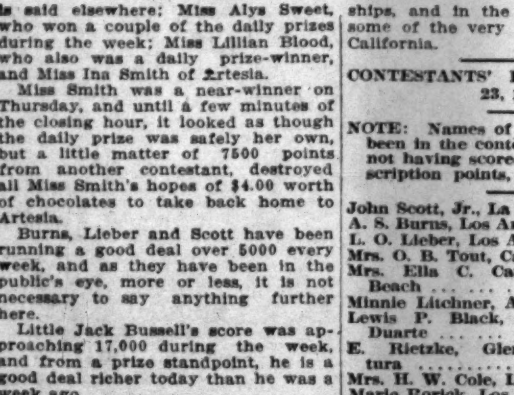 is said elsewhere; Miss Alys Sweet,
who won a couple of the daily prizes
during the week; Miss Lillian Blood,
who also was a daily prize-winner,
and Miss Ina Smith of Artesia.
Miss Smith was a near-winner on
Thursday, and until a few minutes of
the closing hour, it looked as though
the daily prize was safely her own,
but a little matter of 7500 points
from another contestant, destroyed
all Miss Smith's hopes of $4.00 worth
of chocolates to take back home to
Artesia.
Burns, Lieber and Scott have been
running a good deal over 5000 every
week, and as they have been in the
public's eye, more or less, it is not
necessary to say anything further
here.
Little Jack Bussell's score was ap-
proaching 17,000 during the week,
and from a prize standpoint, he is a
good deal richer today than he was a
week ago
ships, and in the
some of the very
California.
CONTESTANTS'
23,
NOTE: Names of
been in the cont
not having score
scription points,
John Scott, Jr., La
A. S. Burns, Los A
L. O. Lieber, Los A
Mrs. O. B. Tout, C
Mrs. Ella C. Ca
Beach ........
Minnie Litchner, A
Lewis P. Black,
Duarte ........
E. Rietzke, Glen
tura ........
Mrs. H. W. Cole, L
Marie Rorick, Los